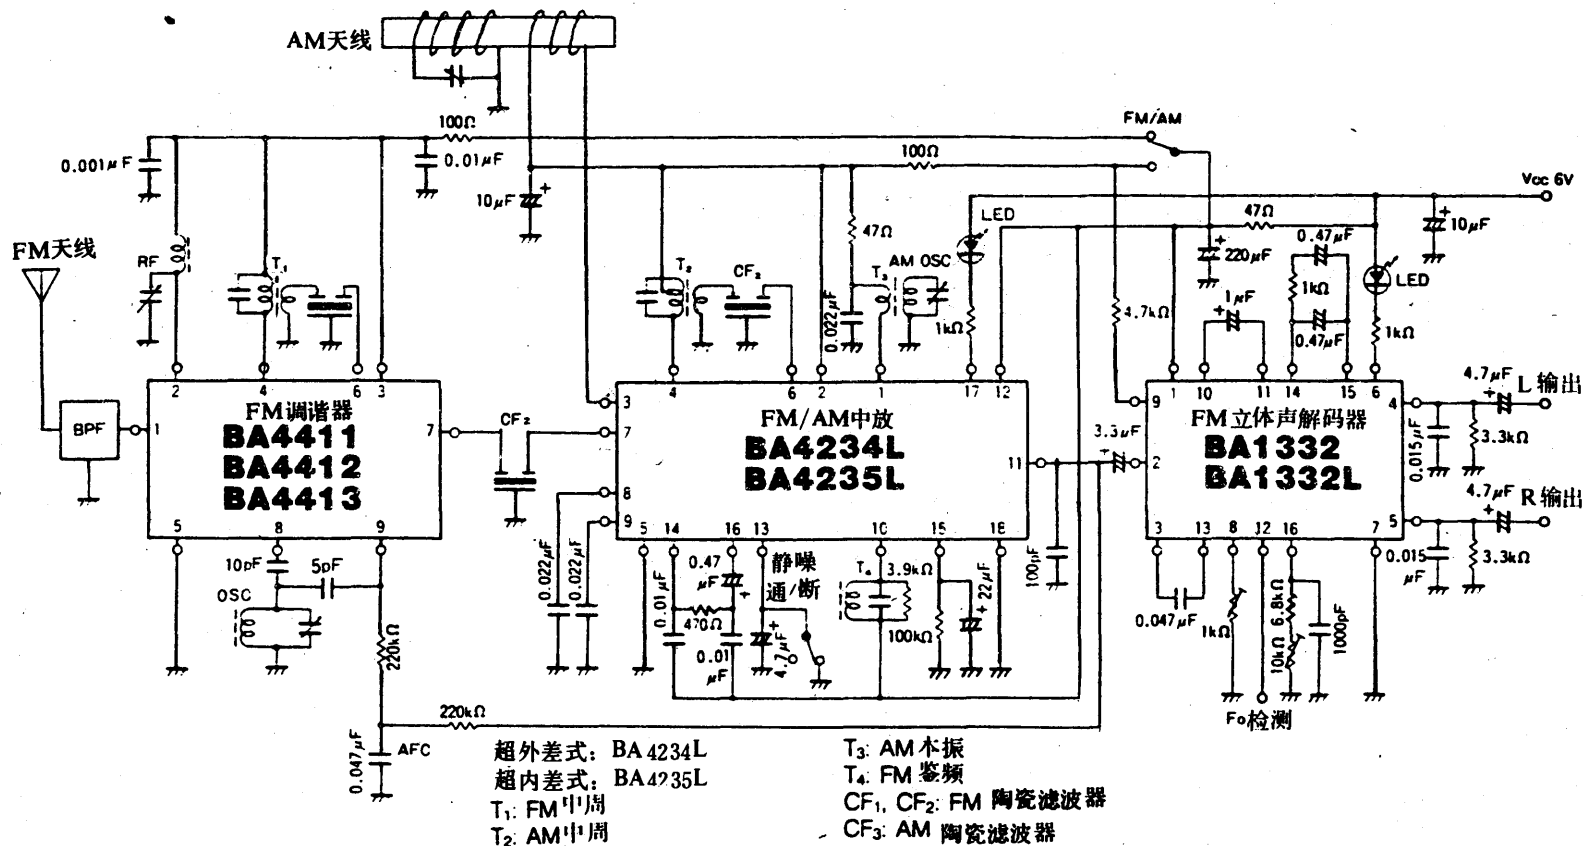 AM天线
FM/AM
100Ω
100Ω
0.001μF
0.01μF
10μF
+
Vcc 6V
LED
47Ω
47Ω
10μF
+
FM天线
RF
T₁
T₂
CF₂
T₃
AM OSC
220μF
+
0.47μF
LED
1kΩ
1μF
+
0.022μF
1kΩ
4.7kΩ
0.47μF
1kΩ
2
4
6
3
4
6
2
1
17
12
1
10
11
14
15
6
4.7μF
+
L 输出
BPF
1
FM调谐器
BA4411
BA4412
BA4413
7
CF₂
3
7
8
9
FM/AM中放
BA4234L
BA4235L
11
3.3μF
+
9
2
FM立体声解码器
BA1332
BA1332L
4
5
0.015μF
3.3kΩ
4.7μF
+
R 输出
5
8
9
5
14
16
13
10
15
18
3
13
8
12
16
7
0.015
μF
3.3kΩ
10pF
5pF
OSC
220kΩ
0.022μF
0.022μF
0.01μF
0.47
μF
+
470Ω
0.01
μF
静噪
通/断
4.7μF
+
T₄
3.9kΩ
100kΩ
22μF
+
100pF
0.047μF
1kΩ
6.8kΩ
10kΩ
1000pF
Fo检测
220kΩ
0.047μF
AFC
超外差式: BA4234L
超内差式: BA4235L
T₁: FM中周
T₂: AM中周
T₃: AM本振
T₄: FM鉴频
CF₁, CF₂: FM 陶瓷滤波器
CF₃: AM 陶瓷滤波器